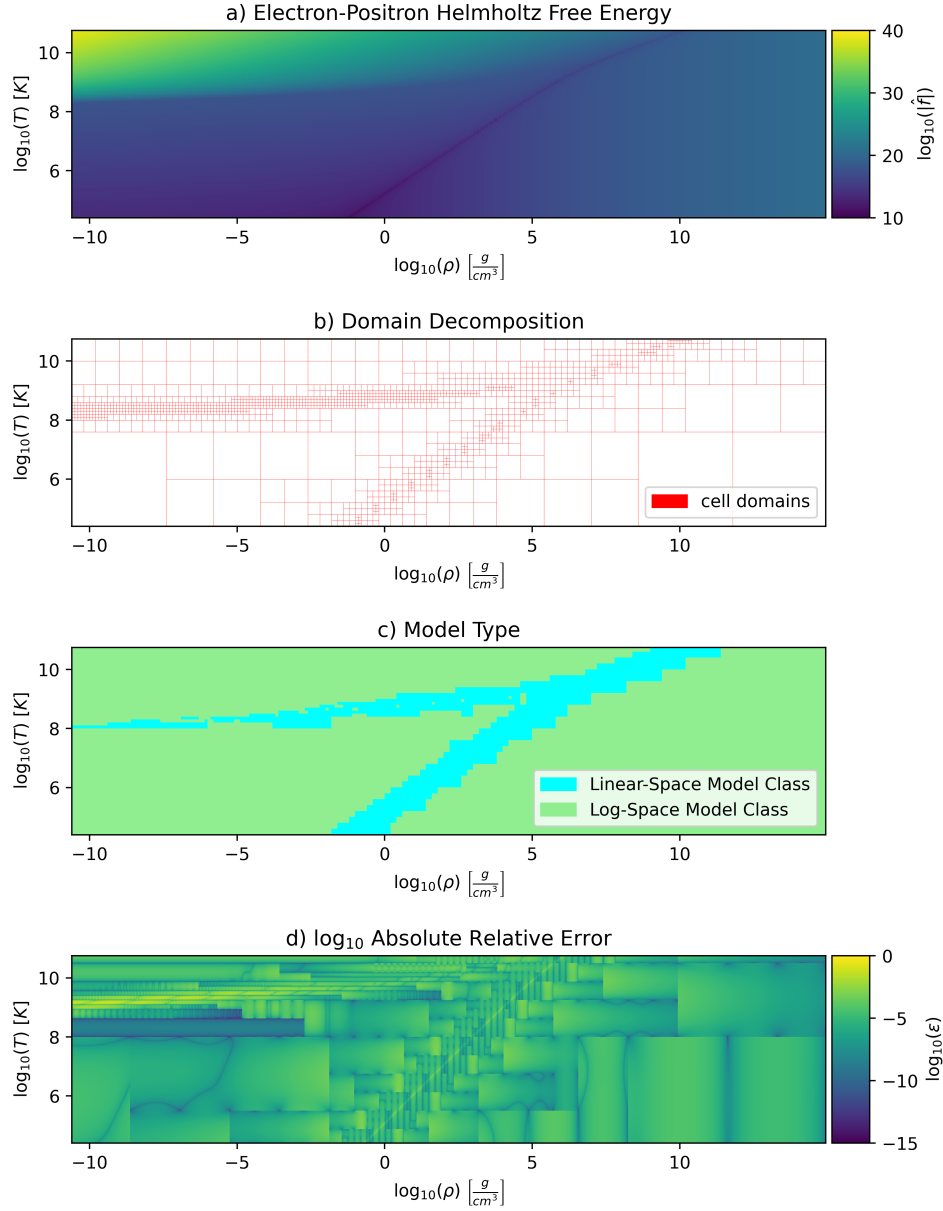 a) Electron-Positron Helmholtz Free Energy
10
8
6
log₁₀(T) [K]
−10 −5 0 5 10
log₁₀(ρ) [g/cm³]
40
30
20
10
log₁₀(|f̂|)
b) Domain Decomposition
10
8
6
log₁₀(T) [K]
cell domains
−10 −5 0 5 10
log₁₀(ρ) [g/cm³]
c) Model Type
10
8
6
log₁₀(T) [K]
Linear-Space Model Class
Log-Space Model Class
−10 −5 0 5 10
log₁₀(ρ) [g/cm³]
d) log₁₀ Absolute Relative Error
10
8
6
log₁₀(T) [K]
−10 −5 0 5 10
log₁₀(ρ) [g/cm³]
0
−5
−10
−15
log₁₀(ε)